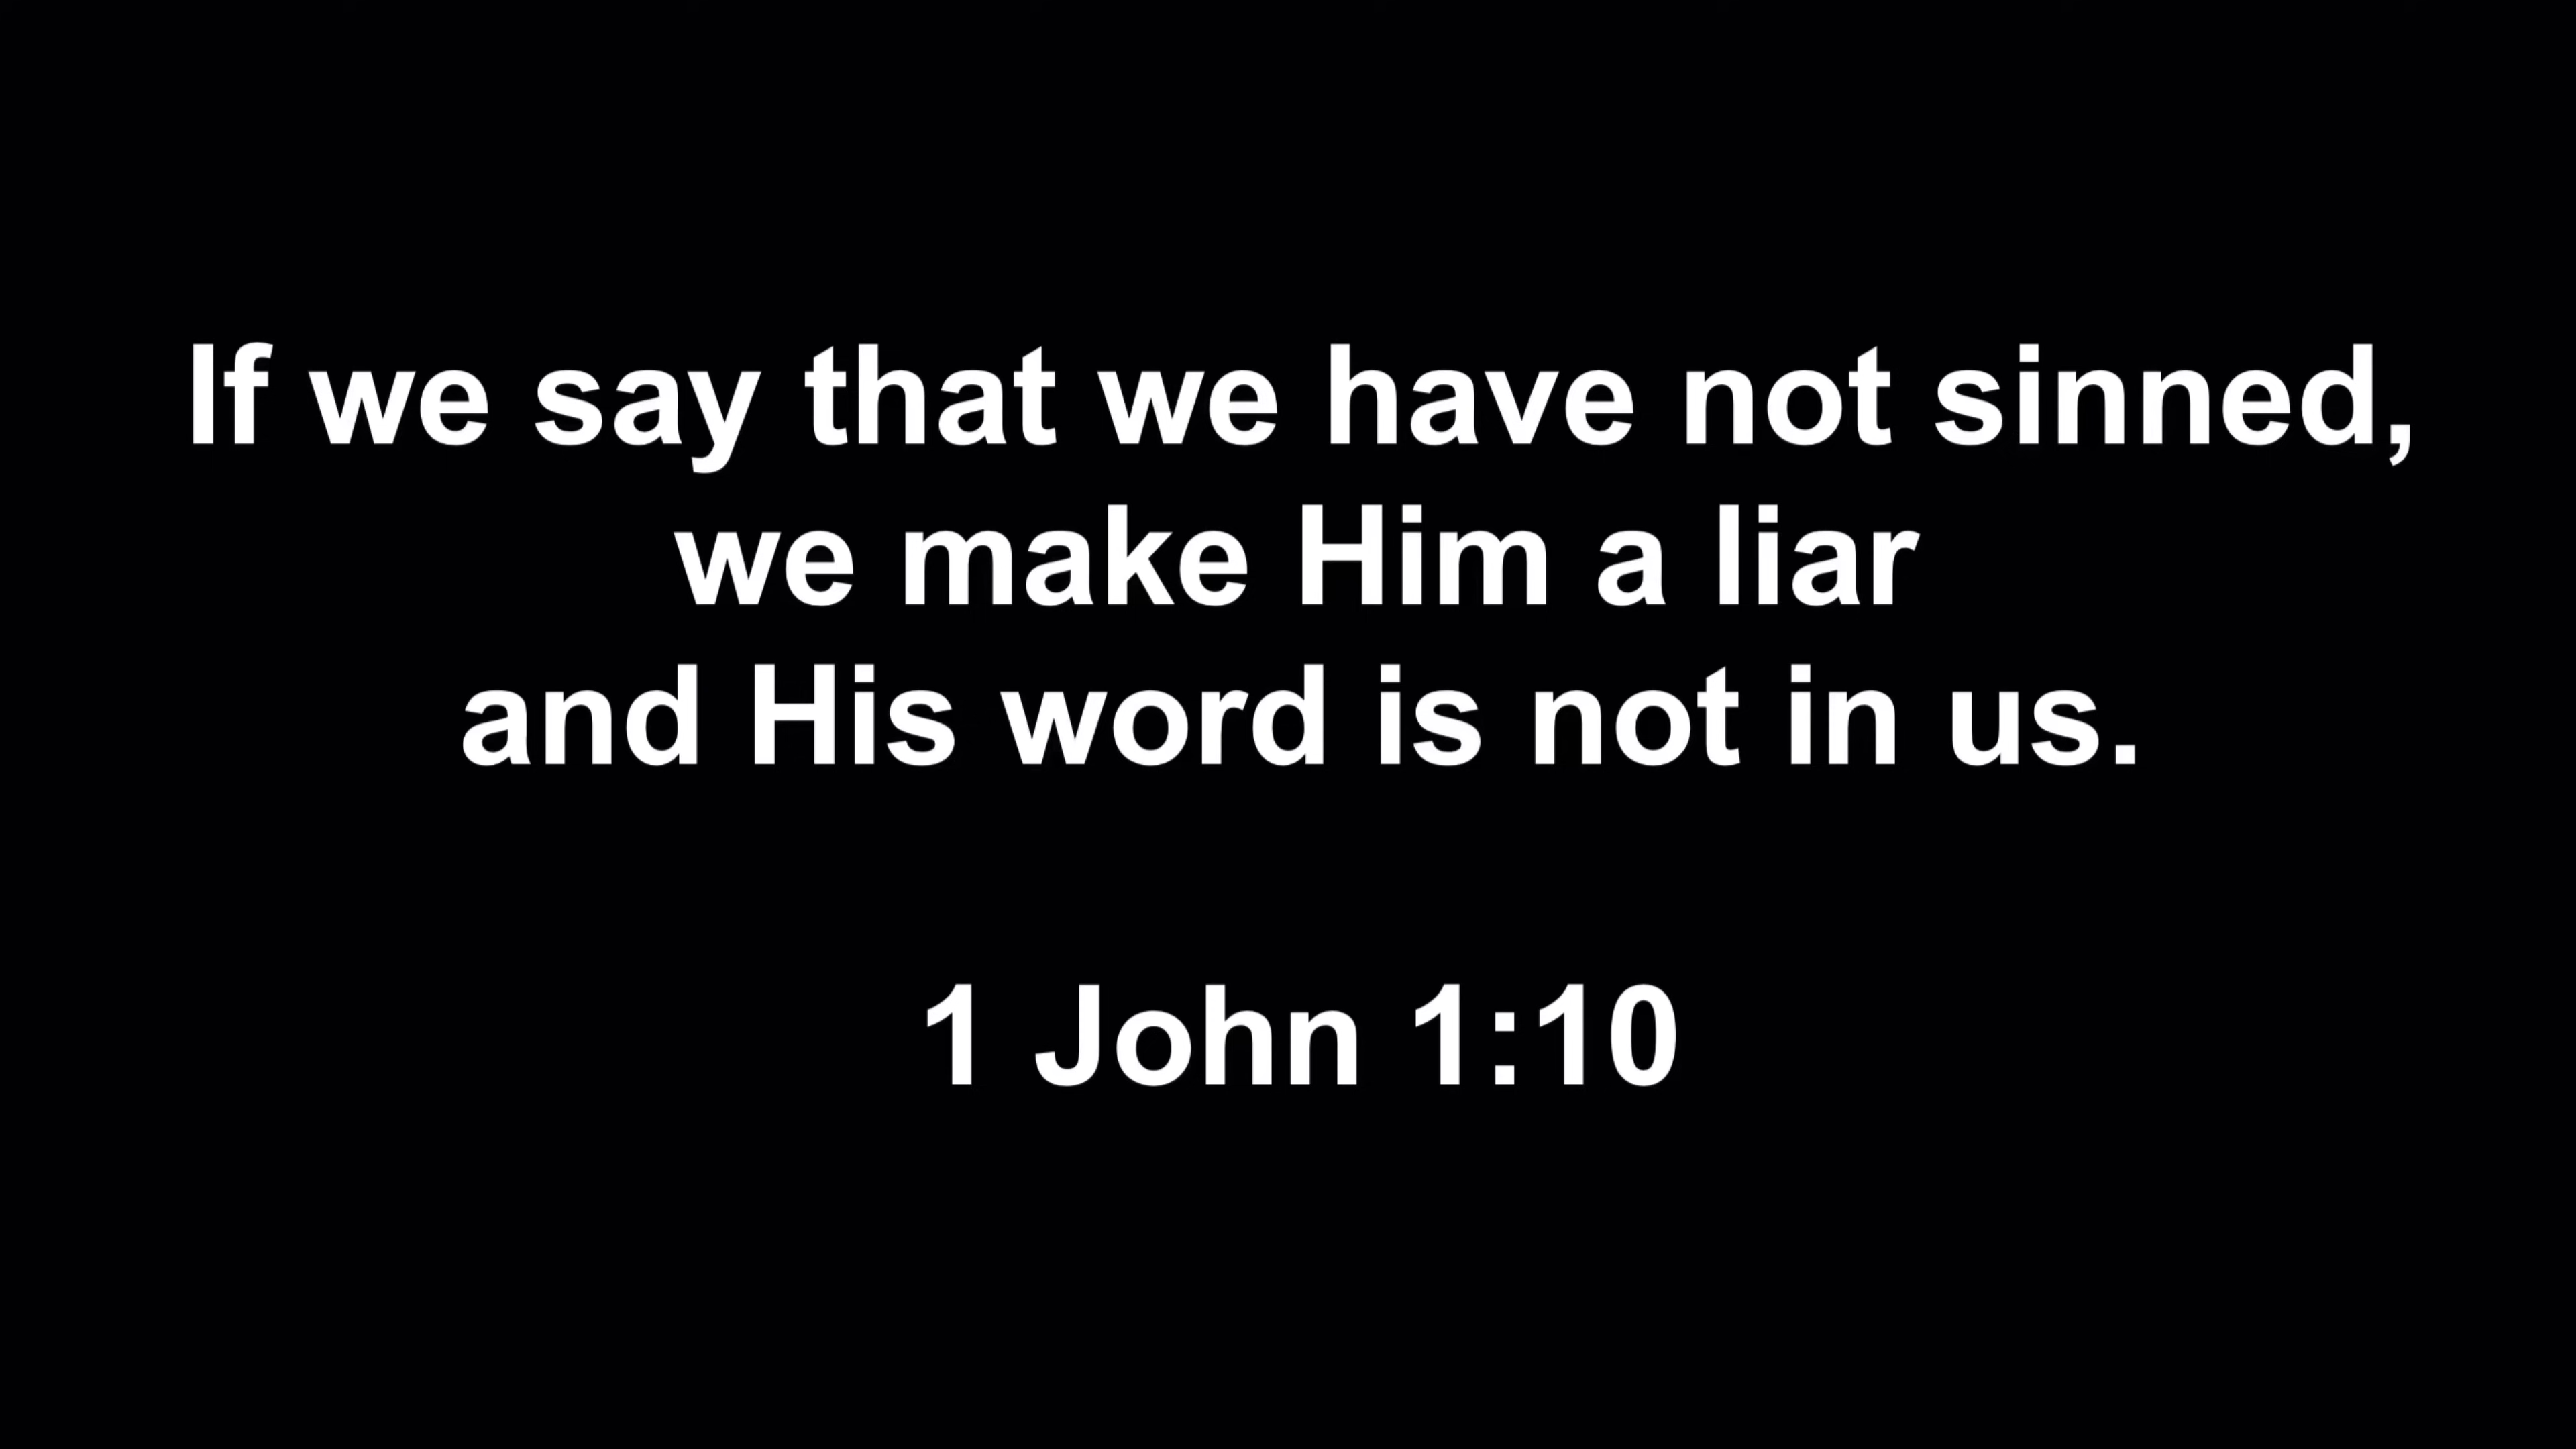 If we say that we have not sinned,
we make Him a liar
and His word is not in us.
1 John 1:10